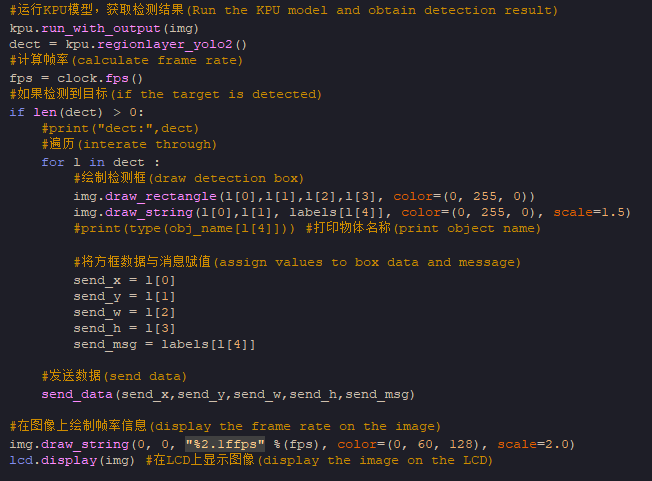 #运行KPU模型，获取检测结果(Run the KPU model and obtain detection result)
kpu.run_with_output(img)
dect = kpu.regionlayer_yolo2()
#计算帧率(calculate frame rate)
fps = clock.fps()
#如果检测到目标(if the target is detected)
if len(dect) > 0:
    #print("dect:",dect)
    #遍历(interate through)
    for l in dect :
        #绘制检测框(draw detection box)
        img.draw_rectangle(l[0],l[1],l[2],l[3], color=(0, 255, 0))
        img.draw_string(l[0],l[1], labels[l[4]], color=(0, 255, 0), scale=1.5)
        #print(type(obj_name[l[4]])) #打印物体名称(print object name)

        #将方框数据与消息赋值(assign values to box data and message)
        send_x = l[0]
        send_y = l[1]
        send_w = l[2]
        send_h = l[3]
        send_msg = labels[l[4]]

    #发送数据(send data)
    send_data(send_x,send_y,send_w,send_h,send_msg)

#在图像上绘制帧率信息(display the frame rate on the image)
img.draw_string(0, 0, "%2.1ffps" %(fps), color=(0, 60, 128), scale=2.0)
lcd.display(img) #在LCD上显示图像(display the image on the LCD)